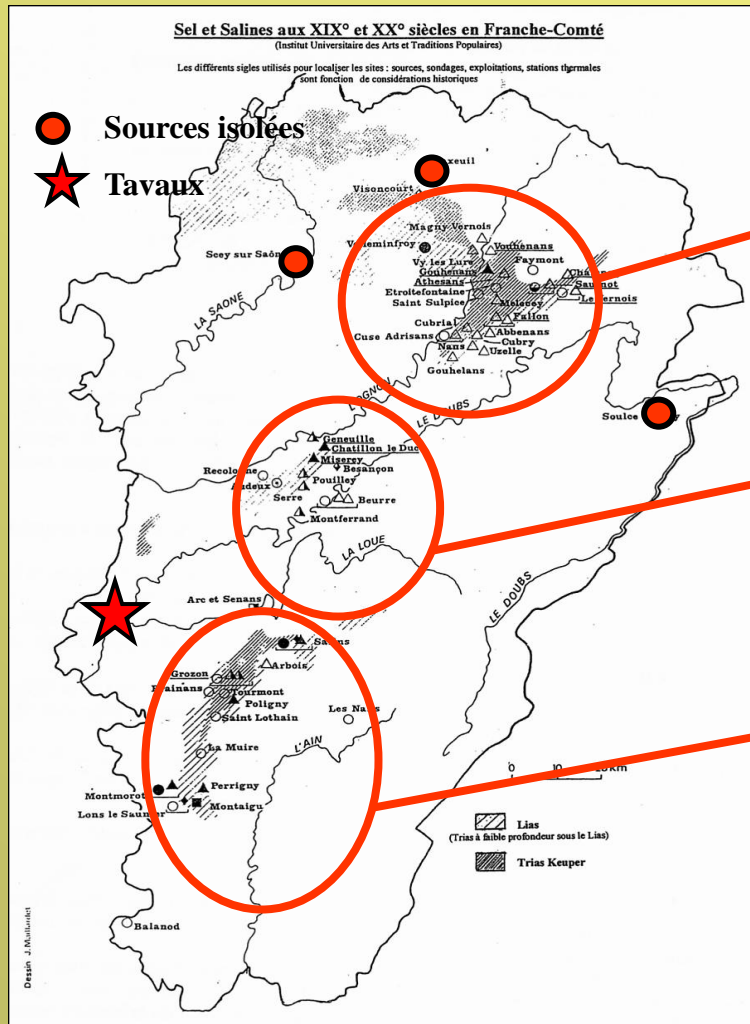 Sel et Salines aux XIX° et XX° siècles en Franche-Comté
(Institut Universitaire des Arts et Traditions Populaires)
Les différents sigles utilisés pour localiser les sites : sources, sondages, exploitations, stations thermales
sont fonction de considérations historiques
Sources isolées
Tavaux
Visoncourt
Magny Vernois
Vouhenans
Scey sur Saône
Faymont
Vy les Lure
Gouhenans
Athesans
Saulnot
Etroitefontaine
Saint Sulpice
Melecey
Le Vernois
LA SAONE
Fallon
Cubrial
Abbenans
Cuse Adrisans
Cubry
Nans
Uzelle
Gouhelans
L'OGNON
LE DOUBS
Soulce
Geneuille
Chatillon le Duc
Miserey
Besançon
Recologne
Audeux
Pouilley
Serre
Beurre
Montferrand
LA LOUE
LE DOUBS
Arc et Senans
Salins
Arbois
Grozon
Brainans
Tourmont
Poligny
Les Nans
Saint Lothain
L'AIN
La Muire
Perrigny
Montmorot
Montaigu
Lons le Saunier
Lias
(Trias à faible profondeur sous le Lias)
Trias Keuper
Balanod